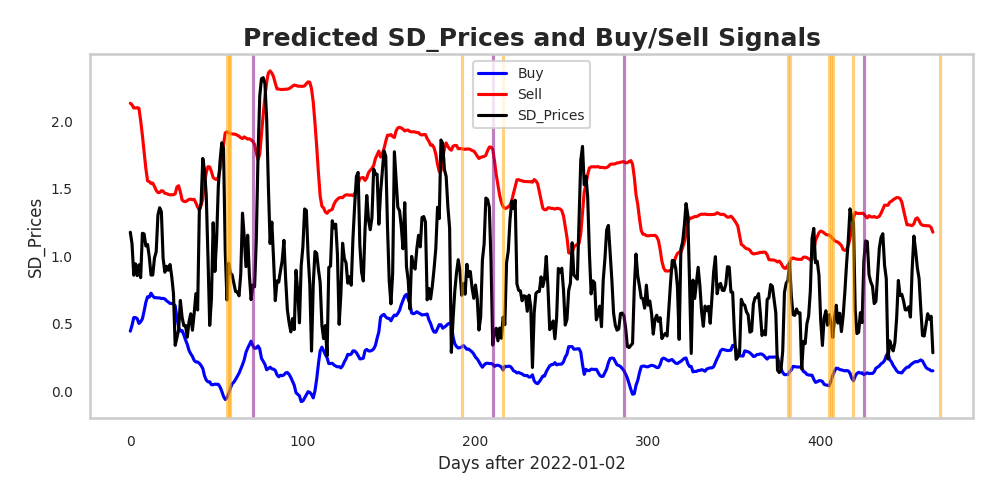 Predicted SD_Prices and Buy/Sell Signals
Buy
Sell
SD_Prices
SD_Prices
2.0
1.5
1.0
0.5
0.0
0
100
200
300
400
Days after 2022-01-02